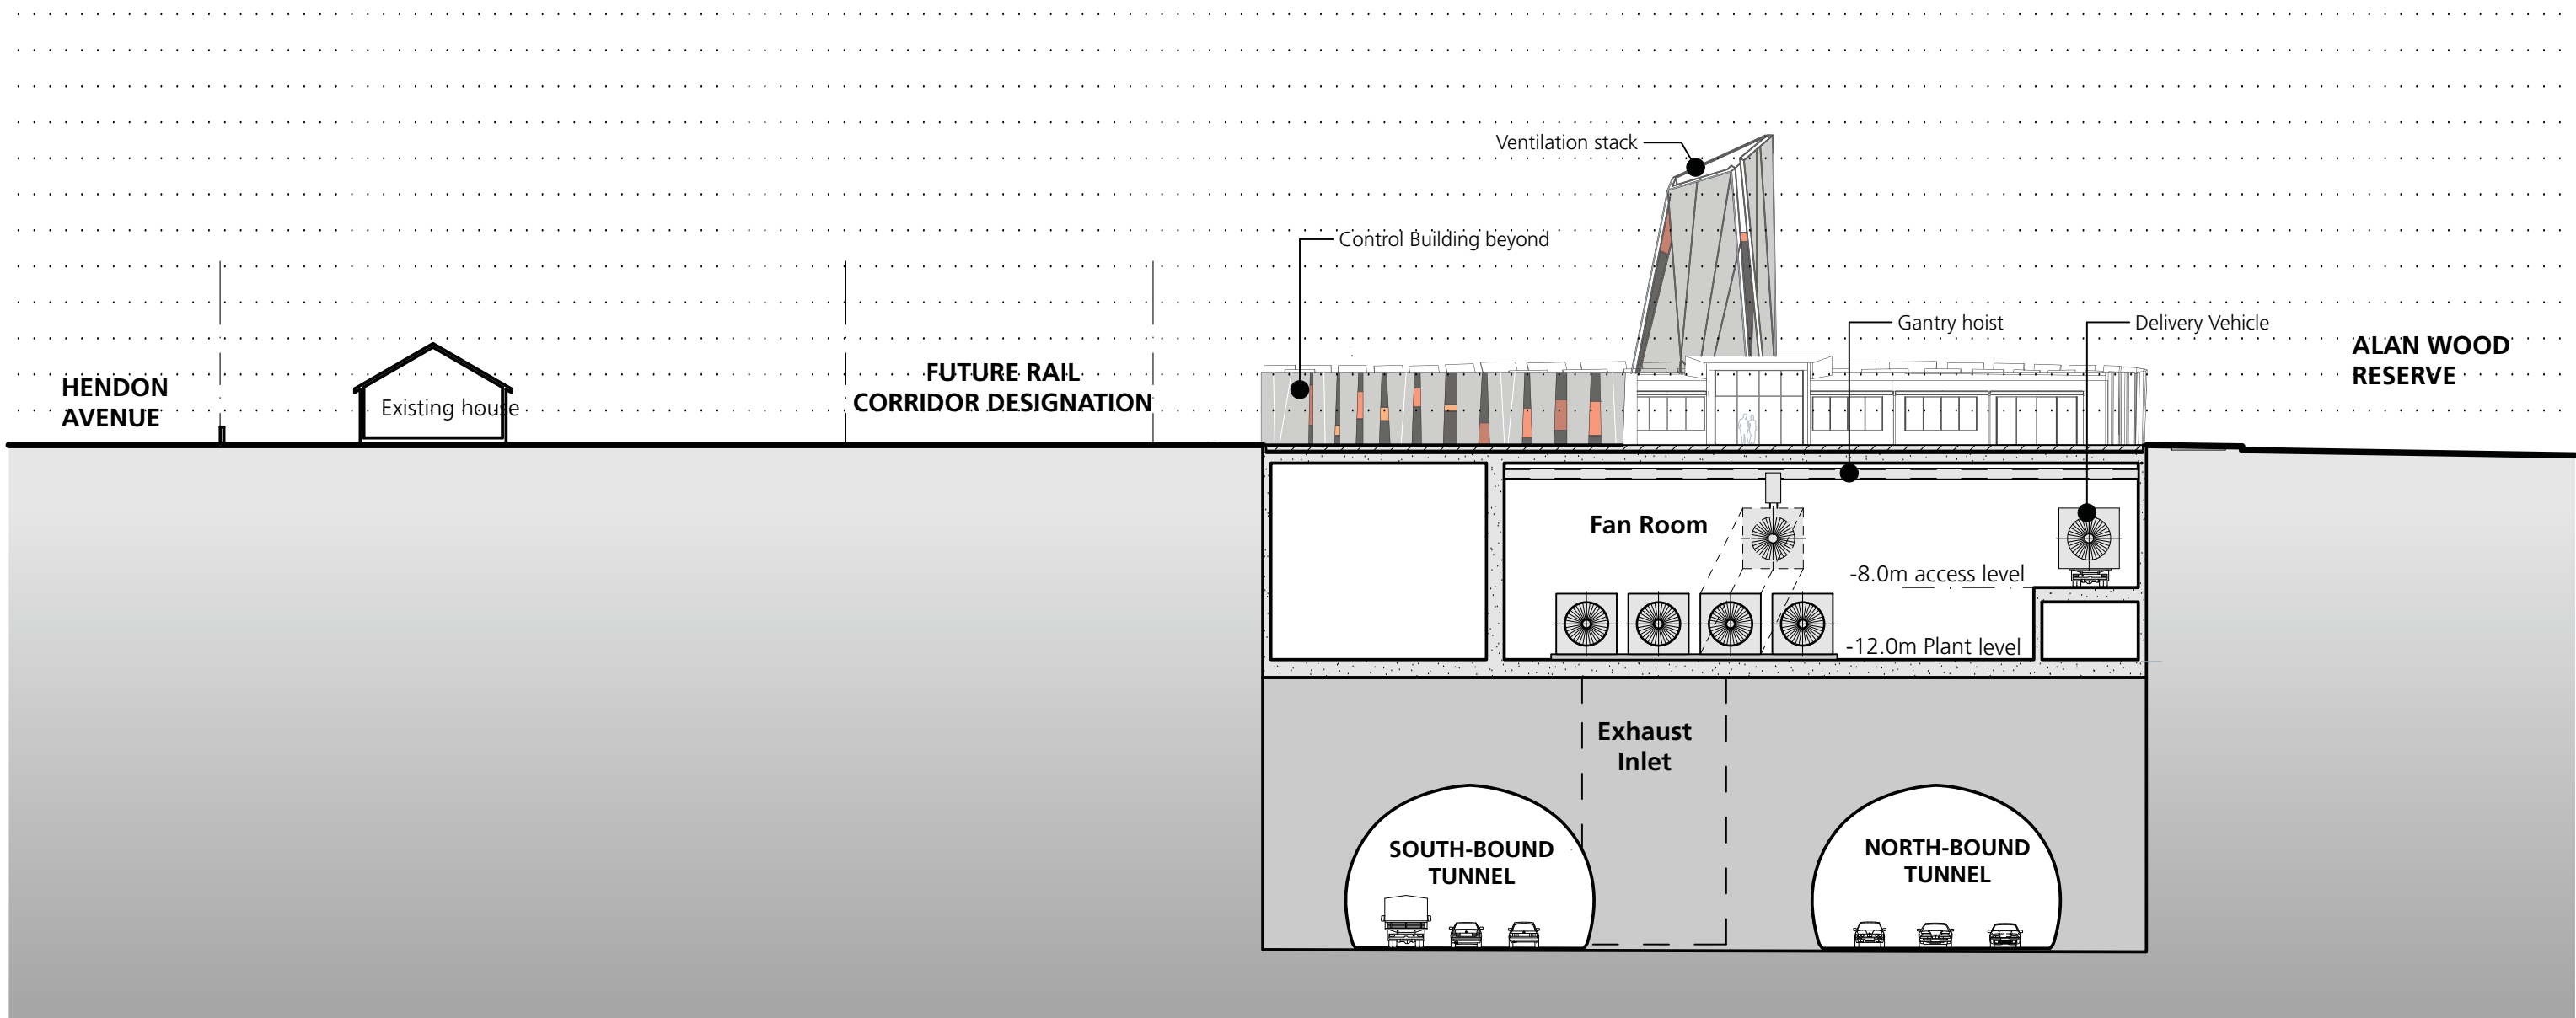 Ventilation stack
Control Building beyond
Gantry hoist
Delivery Vehicle
HENDON
AVENUE
Existing house
FUTURE RAIL
CORRIDOR DESIGNATION
ALAN WOOD
RESERVE
Fan Room
-8.0m access level
-12.0m Plant level
Exhaust
Inlet
SOUTH-BOUND
TUNNEL
NORTH-BOUND
TUNNEL